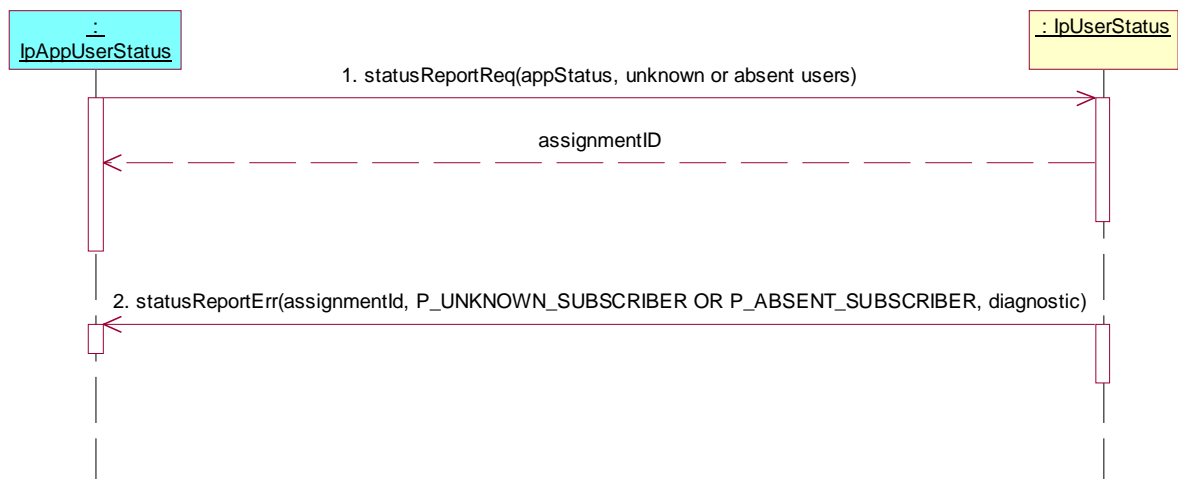 :
IpAppUserStatus
: IpUserStatus
1. statusReportReq(appStatus, unknown or absent users)
assignmentID
2. statusReportErr(assignmentId, P_UNKNOWN_SUBSCRIBER OR P_ABSENT_SUBSCRIBER, diagnostic)